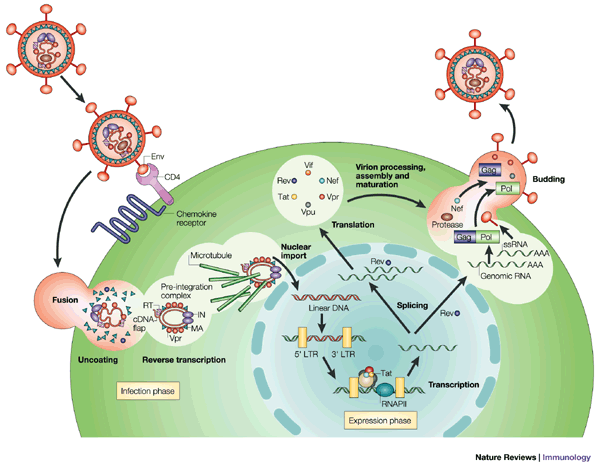 Env
CD4
Chemokine
receptor
Fusion
Uncoating
RT
cDNA
flap
Pre-integration
complex
IN
MA
Vpr
Reverse transcription
Microtubule
Nuclear
import
Infection phase
Linear DNA
5' LTR
3' LTR
Tat
RNAPII
Transcription
Expression phase
Splicing
Rev
Rev
Translation
Vif
Rev
Nef
Tat
Vpr
Vpu
Virion processing,
assembly and
maturation
Gag
Pol
Budding
Nef
Protease
Gag
Pol
ssRNA
AAA
AAA
Genomic RNA
Nature Reviews | Immunology